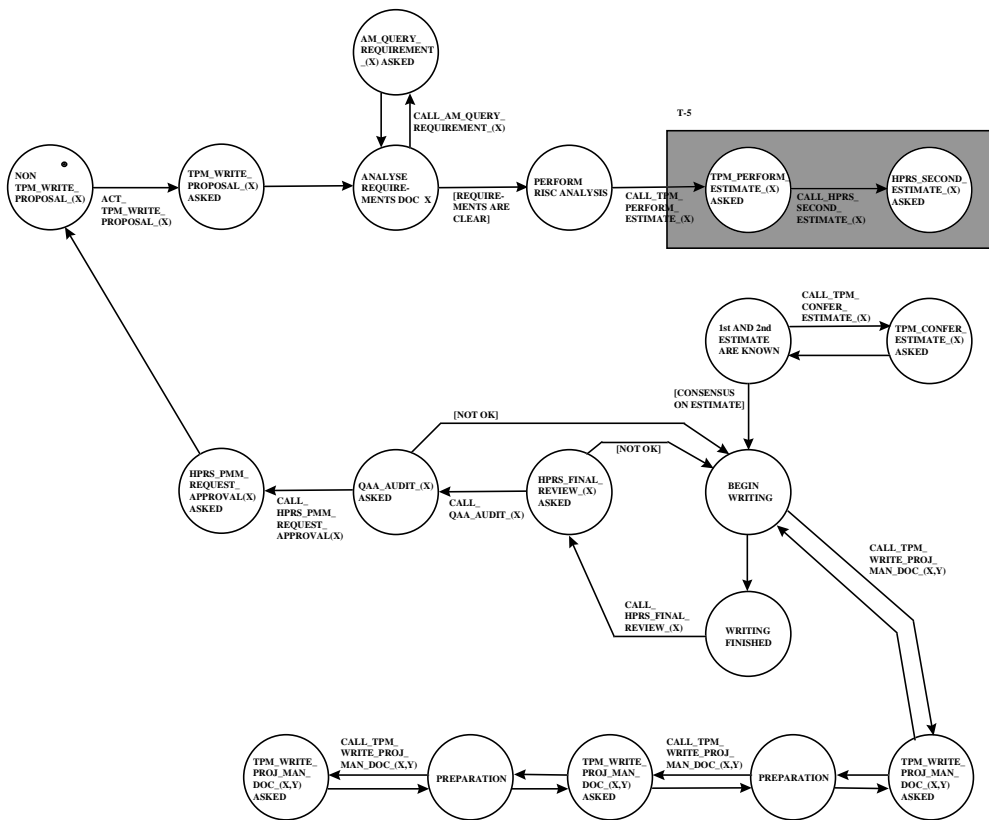 AM_QUERY_
REQUIREMENT
_(X) ASKED
CALL_AM_QUERY_
REQUIREMENT_(X)
T-5
NON
TPM_WRITE_
PROPOSAL_(X)
ACT_
TPM_WRITE_
PROPOSAL_(X)
TPM_WRITE_
PROPOSAL_(X)
ASKED
ANALYSE
REQUIRE-
MENTS DOC X
[REQUIRE-
MENTS ARE
CLEAR]
PERFORM
RISC ANALYSIS
CALL_TPM_
PERFORM_
ESTIMATE_(X)
TPM_PERFORM_
ESTIMATE_(X)
ASKED
CALL_HPRS_
SECOND_
ESTIMATE_(X)
HPRS_SECOND_
ESTIMATE_(X)
ASKED
1st AND 2nd
ESTIMATE
ARE KNOWN
CALL_TPM_
CONFER_
ESTIMATE_(X)
TPM_CONFER_
ESTIMATE_(X)
ASKED
[CONSENSUS
ON ESTIMATE]
[NOT OK]
[NOT OK]
HPRS_PMM_
REQUEST_
APPROVAL(X)
ASKED
CALL_
HPRS_PMM_
REQUEST_
APPROVAL(X)
QAA_AUDIT_(X)
ASKED
CALL_
QAA_AUDIT_(X)
HPRS_FINAL_
REVIEW_(X)
ASKED
BEGIN
WRITING
CALL_TPM_
WRITE_PROJ_
MAN_DOC_(X,Y)
CALL_
HPRS_FINAL_
REVIEW_(X)
WRITING
FINISHED
TPM_WRITE_
PROJ_MAN_
DOC_(X,Y)
ASKED
CALL_TPM_
WRITE_PROJ_
MAN_DOC_(X,Y)
PREPARATION
TPM_WRITE_
PROJ_MAN_
DOC_(X,Y)
ASKED
CALL_TPM_
WRITE_PROJ_
MAN_DOC_(X,Y)
PREPARATION
TPM_WRITE_
PROJ_MAN_
DOC_(X,Y)
ASKED